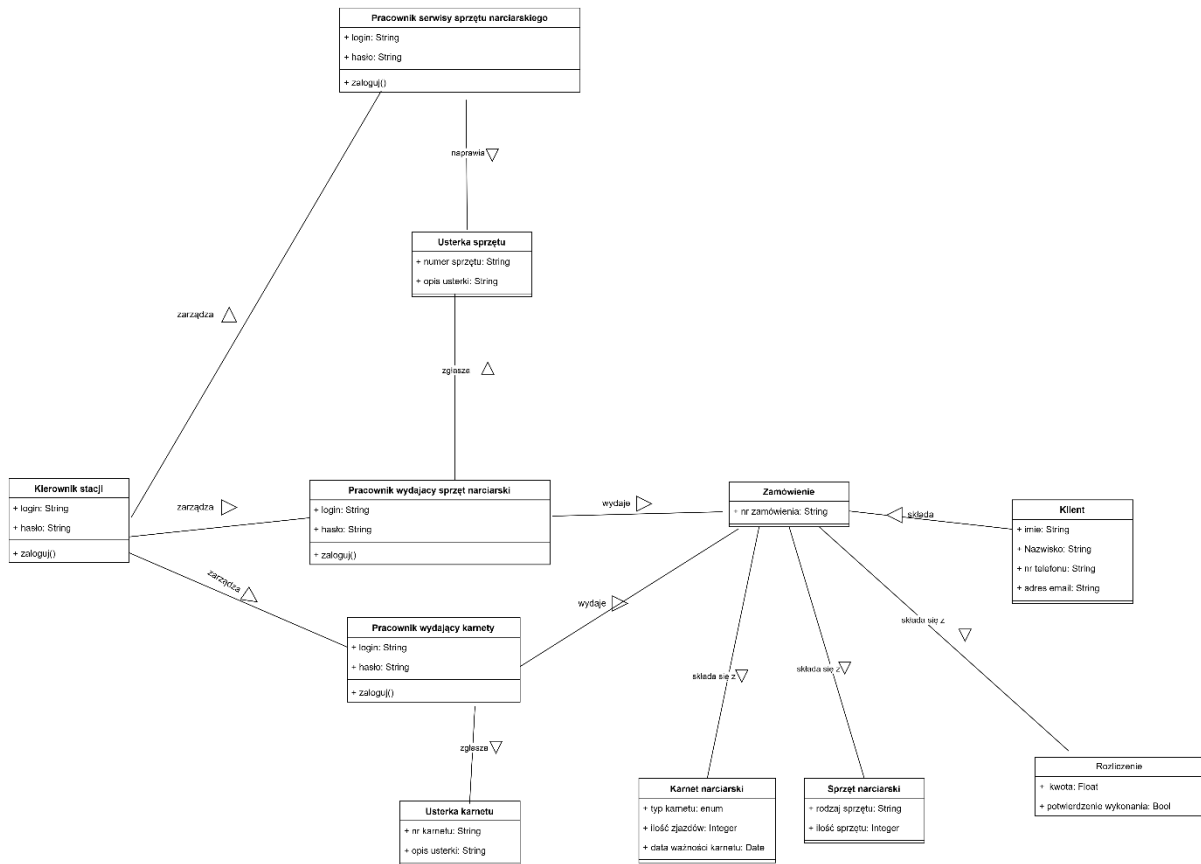 Pracownik serwisy sprzętu narciarskiego
+ login: String
+ hasło: String
+ zaloguj()
naprawia
Usterka sprzętu
+ numer sprzętu: String
+ opis usterki: String
zarządza
zgłasza
Kierownik stacji
+ login: String
+ hasło: String
+ zaloguj()
zarządza
Pracownik wydajacy sprzęt narciarski
+ login: String
+ hasło: String
+ zaloguj()
wydaje
Zamówienie
+ nr zamówienia: String
składa
Klient
+ imie: String
+ Nazwisko: String
+ nr telefonu: String
+ adres email: String
zarządza
wydaje
Pracownik wydający karnety
+ login: String
+ hasło: String
+ zaloguj()
składa się z
składa się z
składa się z
zgłasza
Usterka karnetu
+ nr karnetu: String
+ opis usterki: String
Karnet narciarski
+ typ karnetu: enum
+ ilość zjazdów: Integer
+ data ważności karnetu: Date
Sprzęt narciarski
+ rodzaj sprzętu: String
+ ilość sprzętu: Integer
Rozliczenie
+ kwota: Float
+ potwierdzenie wykonania: Bool